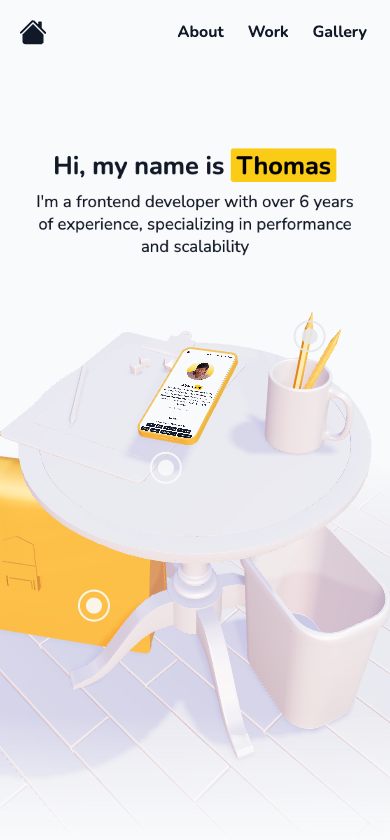 About Work Gallery
Hi, my name is Thomas
I'm a frontend developer with over 6 years
of experience, specializing in performance
and scalability